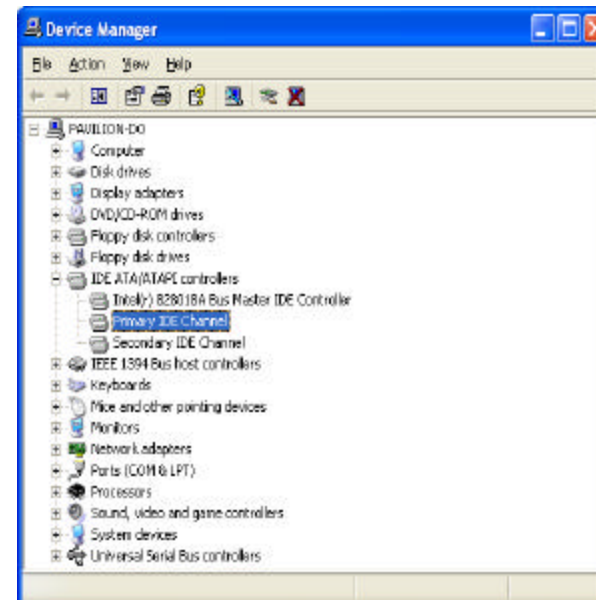 Device Manager
File Action View Help
PAVILION-DO
Computer
Disk drives
Display adapters
DVD/CD-ROM drives
Floppy disk controllers
Floppy disk drives
IDE ATA/ATAPI controllers
Intel(r) 82801BA Bus Master IDE Controller
Primary IDE Channel
Secondary IDE Channel
IEEE 1394 Bus host controllers
Keyboards
Mice and other pointing devices
Monitors
Network adapters
Ports (COM & LPT)
Processors
Sound, video and game controllers
System devices
Universal Serial Bus controllers